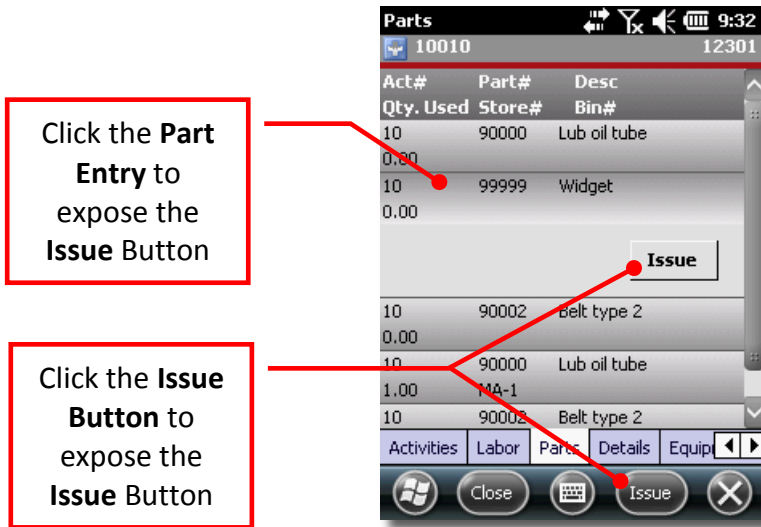 Parts 9:32
10010 12301
Act# Part# Desc
Qty. Used Store# Bin#
10 90000 Lub oil tube
0.00
10 99999 Widget
0.00
Issue
10 90002 Belt type 2
0.00
10 90000 Lub oil tube
1.00 MA-1
10 90002 Belt type 2
Activities Labor Parts Details Equip
Close Issue
Click the Part
Entry to
expose the
Issue Button
Click the Issue
Button to
expose the
Issue Button